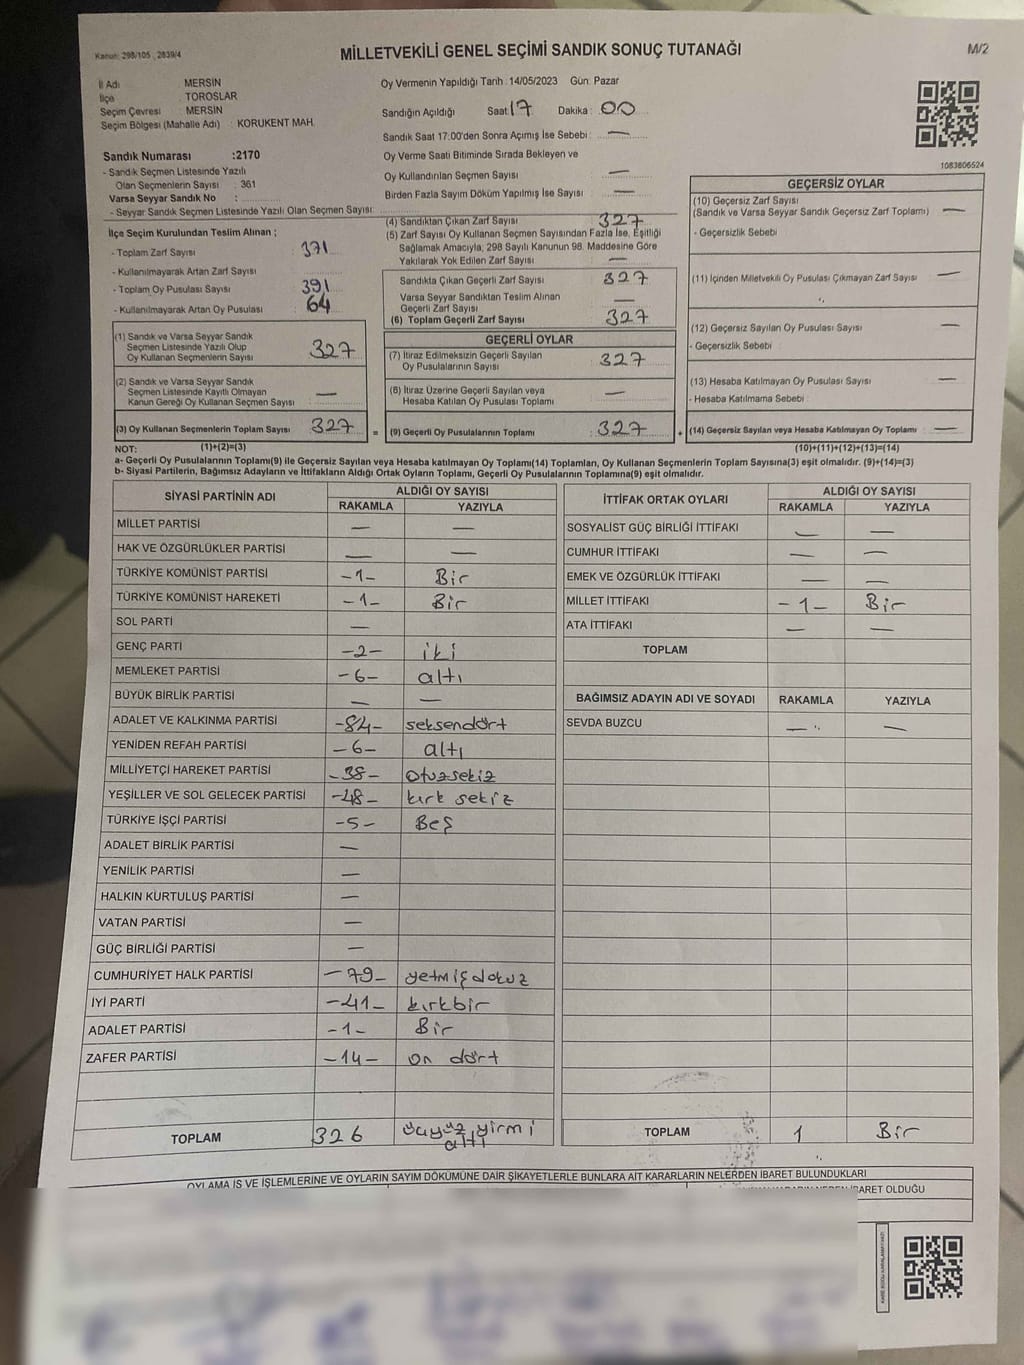 Kanun: 298/105 , 2839/4
MİLLETVEKİLİ GENEL SEÇİMİ SANDIK SONUÇ TUTANAĞI
M/2
İl Adı MERSİN
İlçe TOROSLAR
Seçim Çevresi MERSİN
Seçim Bölgesi (Mahalle Adı) : KORUKENT MAH.
Sandık Numarası :2170
- Sandık Seçmen Listesinde Yazılı
Olan Seçmenlerin Sayısı : 361
Varsa Seyyar Sandık No :
- Seyyar Sandık Seçmen Listesinde Yazılı Olan Seçmen Sayısı:
İlçe Seçim Kurulundan Teslim Alınan ;
- Toplam Zarf Sayısı : 371
- Kullanılmayarak Artan Zarf Sayısı :
- Toplam Oy Pusulası Sayısı : 391
- Kullanılmayarak Artan Oy Pusulası : 64
(1) Sandık ve Varsa Seyyar Sandık
Seçmen Listesinde Yazılı Olup
Oy Kullanan Seçmenlerin Sayısı : 327
(2) Sandık ve Varsa Seyyar Sandık
Seçmen Listesinde Kayıtlı Olmayan
Kanun Gereği Oy Kullanan Seçmen Sayısı : —
(3) Oy Kullanan Seçmenlerin Toplam Sayısı : 327 =
Oy Vermenin Yapıldığı Tarih : 14/05/2023 Gün: Pazar
Sandığın Açıldığı Saat: 17 Dakika : 00
Sandık Saat 17:00'den Sonra Açımış İse Sebebi : —
Oy Verme Saati Bitiminde Sırada Bekleyen ve
Oy Kullandırılan Seçmen Sayısı : —
Birden Fazla Sayım Döküm Yapılmış İse Sayısı : —
(4) Sandıktan Çıkan Zarf Sayısı : 327
(5) Zarf Sayısı Oy Kullanan Seçmen Sayısından Fazla İse, Eşitliği
Sağlamak Amacıyla, 298 Sayılı Kanunun 98. Maddesine Göre
Yakılarak Yok Edilen Zarf Sayısı : —
Sandıkta Çıkan Geçerli Zarf Sayısı : 327
Varsa Seyyar Sandıktan Teslim Alınan
Geçerli Zarf Sayısı : —
(6) Toplam Geçerli Zarf Sayısı : 327
GEÇERLİ OYLAR
(7) İtiraz Edilmeksizin Geçerli Sayılan
Oy Pusulalarının Sayısı : 327
(8) İtiraz Üzerine Geçerli Sayılan veya
Hesaba Katılan Oy Pusulası Toplamı : —
(9) Geçerli Oy Pusulalarının Toplamı : 327 +
1083806524
GEÇERSİZ OYLAR
(10) Geçersiz Zarf Sayısı
(Sandık ve Varsa Seyyar Sandık Geçersiz Zarf Toplamı) : —
- Geçersizlik Sebebi :
(11) İçinden Milletvekili Oy Pusulası Çıkmayan Zarf Sayısı : —
(12) Geçersiz Sayılan Oy Pusulası Sayısı : —
- Geçersizlik Sebebi :
(13) Hesaba Katılmayan Oy Pusulası Sayısı : —
- Hesaba Katılmama Sebebi :
(14) Geçersiz Sayılan veya Hesaba Katılmayan Oy Toplamı : —
NOT: (1)+(2)=(3) (10)+(11)+(12)+(13)=(14)
a- Geçerli Oy Pusulalarının Toplamı(9) ile Geçersiz Sayılan veya Hesaba katılmayan Oy Toplamı(14) Toplamları, Oy Kullanan Seçmenlerin Toplam Sayısına(3) eşit olmalıdır. (9)+(14)=(3)
b- Siyasi Partilerin, Bağımsız Adayların ve İttifakların Aldığı Ortak Oyların Toplamı, Geçerli Oy Pusulalarının Toplamına(9) eşit olmalıdır.
SİYASİ PARTİNİN ADI ALDIĞI OY SAYISI
RAKAMLA YAZIYLA
MİLLET PARTİSİ — —
HAK VE ÖZGÜRLÜKLER PARTİSİ — —
TÜRKİYE KOMÜNİST PARTİSİ -1- Bir
TÜRKİYE KOMÜNİST HAREKETİ -1- Bir
SOL PARTİ —
GENÇ PARTİ -2- iki
MEMLEKET PARTİSİ -6- altı
BÜYÜK BİRLİK PARTİSİ — —
ADALET VE KALKINMA PARTİSİ -84- seksendört
YENİDEN REFAH PARTİSİ -6- altı
MİLLİYETÇİ HAREKET PARTİSİ -38- otuzsekiz
YEŞİLLER VE SOL GELECEK PARTİSİ -48- kırk sekiz
TÜRKİYE İŞÇİ PARTİSİ -5- Beş
ADALET BİRLİK PARTİSİ —
YENİLİK PARTİSİ —
HALKIN KURTULUŞ PARTİSİ —
VATAN PARTİSİ —
GÜÇ BİRLİĞİ PARTİSİ —
CUMHURİYET HALK PARTİSİ -79- yetmişdokuz
İYİ PARTİ -41- kırkbir
ADALET PARTİSİ -1- Bir
ZAFER PARTİSİ -14- on dört
TOPLAM 326 yirmi
altı
İTTİFAK ORTAK OYLARI ALDIĞI OY SAYISI
RAKAMLA YAZIYLA
SOSYALİST GÜÇ BİRLİĞİ İTTİFAKI — —
CUMHUR İTTİFAKI — —
EMEK VE ÖZGÜRLÜK İTTİFAKI — —
MİLLET İTTİFAKI -1- Bir
ATA İTTİFAKI — —
TOPLAM
BAĞIMSIZ ADAYIN ADI VE SOYADI RAKAMLA YAZIYLA
SEVDA BUZCU — —
TOPLAM 1 Bir
OYLAMA İŞ VE İŞLEMLERİNE VE OYLARIN SAYIM DÖKÜMÜNE DAİR ŞİKAYETLERLE BUNLARA AİT KARARLARIN NELERDEN İBARET BULUNDUKLARI
İBARET OLDUĞU